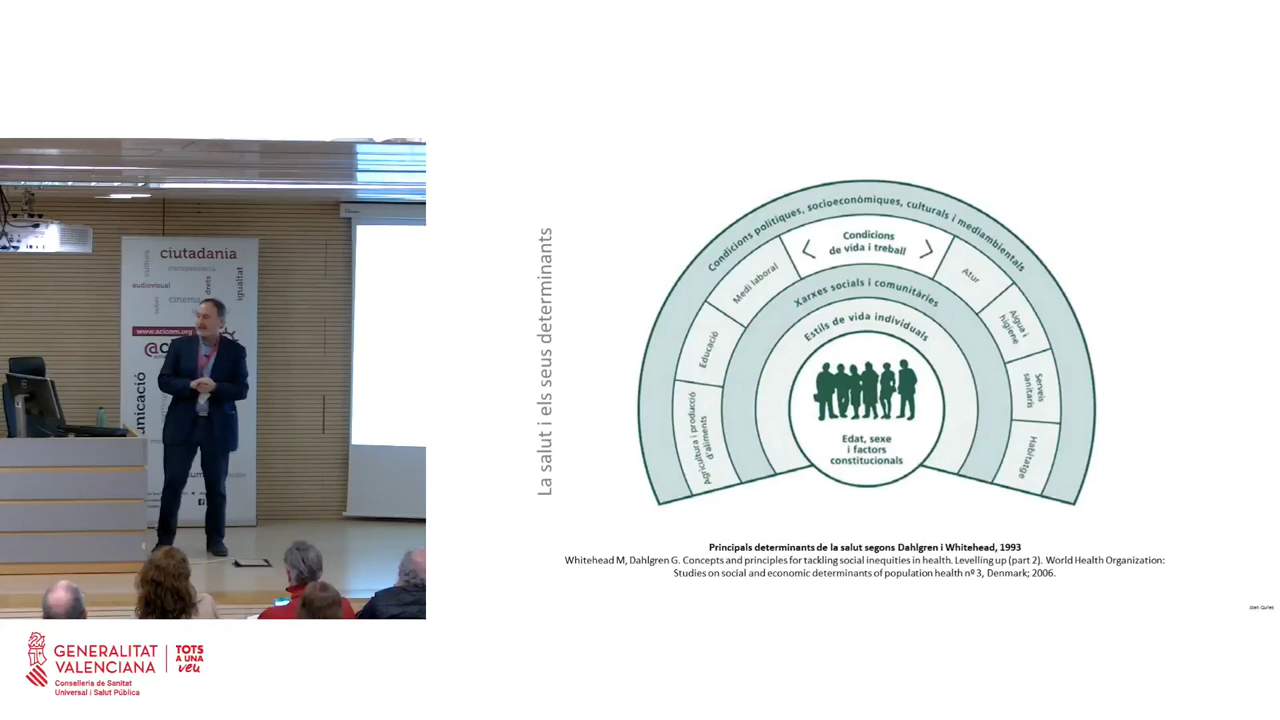 ciutadania
cultura
transparència
audiovisual
drets
igualtat
cinema
www.acicom.org
La salut i els seus determinants
Condicions polítiques, socioeconòmiques, culturals i mediambientals
Condicions
de vida i treball
Medi laboral
Atur
Educació
Aigua i
higiene
Agricultura i producció
d'aliments
Serveis
sanitaris
Habitatge
Xarxes socials i comunitàries
Estils de vida individuals
Edat, sexe
i factors
constitucionals
Principals determinants de la salut segons Dahlgren i Whitehead, 1993
Whitehead M, Dahlgren G. Concepts and principles for tackling social inequities in health. Levelling up (part 2). World Health Organization:
Studies on social and economic determinants of population health nº 3, Denmark; 2006.
GENERALITAT
VALENCIANA
Conselleria de Sanitat
Universal i Salut Pública
TOTS
A UNA
veu